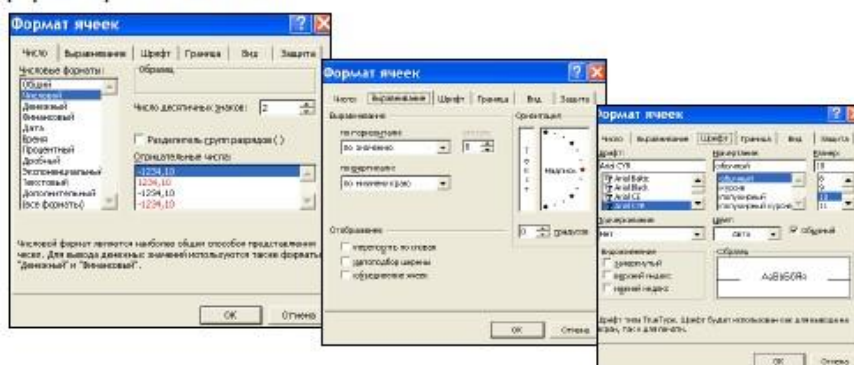 Формат ячеек
Число Выравнивание Шрифт Граница Вид Защита
Числовые форматы:
Образец
Общий
Числовой
Денежный
Финансовый
Дата
Время
Процентный
Дробный
Экспоненциальный
Текстовый
Дополнительный
(все форматы)
Число десятичных знаков: 2
Разделитель групп разрядов ( )
Отрицательные числа:
-1234,10
1234,10
-1234,10
-1234,10
Числовой формат является наиболее общим способом представления
чисел. Для вывода денежных значений используются также форматы
"Денежный" и "Финансовый".
ОК Отмена
Формат ячеек
Число Выравнивание Шрифт Граница Вид Защита
Выравнивание
по горизонтали:
по значению
0
по вертикали:
по нижнему краю
Отображение
переносить по словам
автоподбор ширины
объединение ячеек
Ориентация
Текст
Надпись
0 градусов
ОК Отмена
Формат ячеек
Число Выравнивание Шрифт Граница Вид Защита
Шрифт:
Arial CYR
Arial Baltic
Arial Black
Arial CE
Arial CYR
Начертание:
обычный
обычный
курсив
полужирный
полужирный курсив
Размер:
10
8
9
10
11
Подчеркивание:
Нет
Цвет:
Авто
Обычный
Видоизменение
зачеркнутый
верхний индекс
нижний индекс
Образец
АаВbБбЯя
Шрифт типа TrueType. Шрифт будет использован как для вывода на
экран, так и для печати.
ОК Отмена